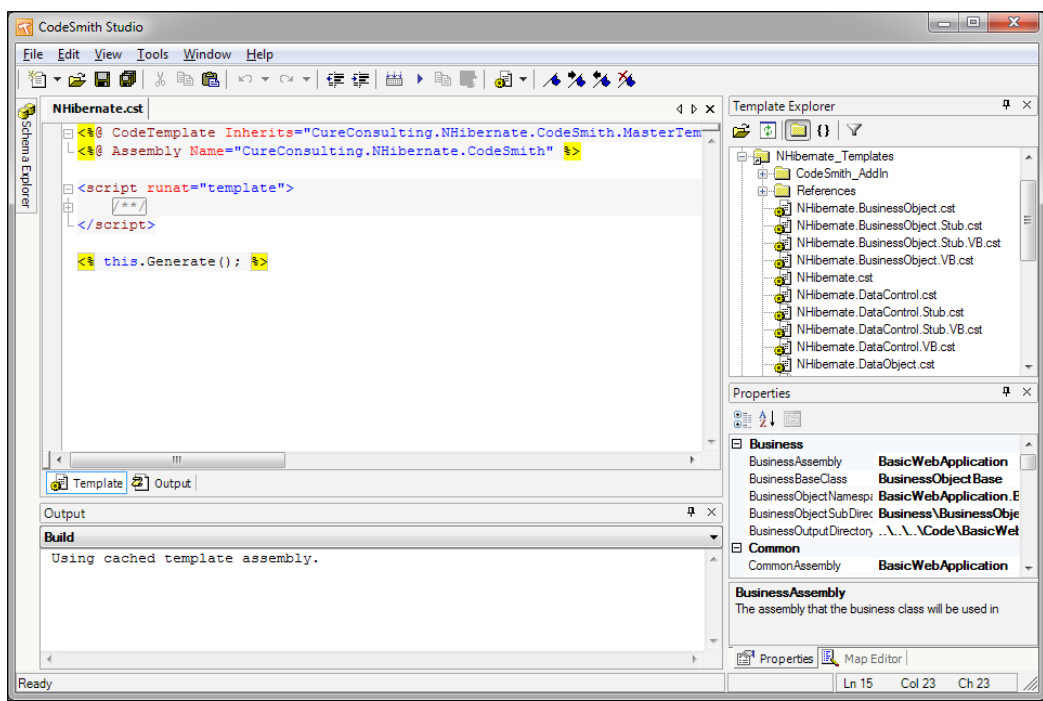 CodeSmith Studio
File Edit View Tools Window Help
Schema Explorer
NHibernate.cst
<%@ CodeTemplate Inherits="CureConsulting.NHibernate.CodeSmith.MasterTem
<%@ Assembly Name="CureConsulting.NHibernate.CodeSmith" %>
<script runat="template">
/**/
</script>
<% this.Generate(); %>
Template Output
Output
Build
Using cached template assembly.
Template Explorer
NHibernate_Templates
CodeSmith_AddIn
References
NHibernate.BusinessObject.cst
NHibernate.BusinessObject.Stub.cst
NHibernate.BusinessObject.Stub.VB.cst
NHibernate.BusinessObject.VB.cst
NHibernate.cst
NHibernate.DataControl.cst
NHibernate.DataControl.Stub.cst
NHibernate.DataControl.Stub.VB.cst
NHibernate.DataControl.VB.cst
NHibernate.DataObject.cst
Properties
Business
BusinessAssembly BasicWebApplication
BusinessBaseClass BusinessObjectBase
BusinessObjectNamespa BasicWebApplication.B
BusinessObjectSubDirec Business\BusinessObje
BusinessOutputDirectory ..\..\..\Code\BasicWeb
Common
CommonAssembly BasicWebApplication
BusinessAssembly
The assembly that the business class will be used in
Properties Map Editor
Ready Ln 15 Col 23 Ch 23